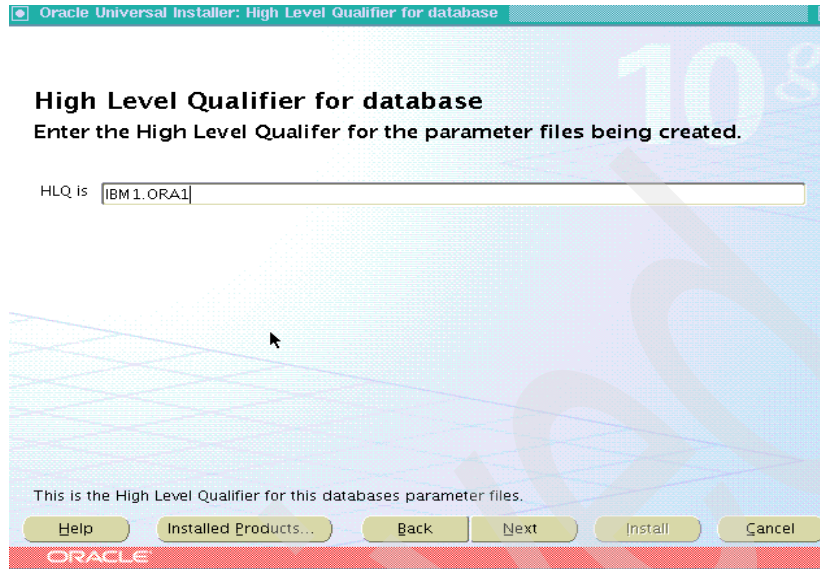 Oracle Universal Installer: High Level Qualifier for database
10g
High Level Qualifier for database
Enter the High Level Qualifer for the parameter files being created.
HLQ is IBM1.ORA1
This is the High Level Qualifier for this databases parameter files.
Help Installed Products... Back Next Install Cancel
ORACLE